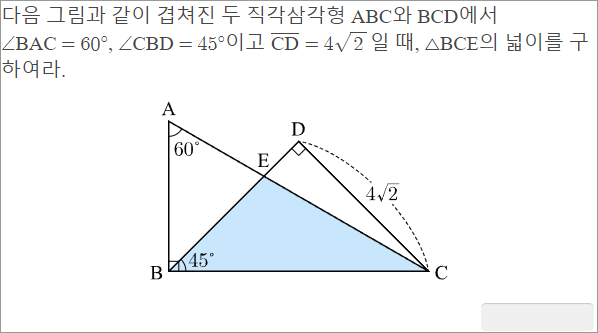 다음 그림과 같이 겹쳐진 두 직각삼각형 ABC와 BCD에서
∠BAC = 60°, ∠CBD = 45°이고 CD = 4√2 일 때, △BCE의 넓이를 구
하여라.
A
D
60°
E
4√2
45°
B
C